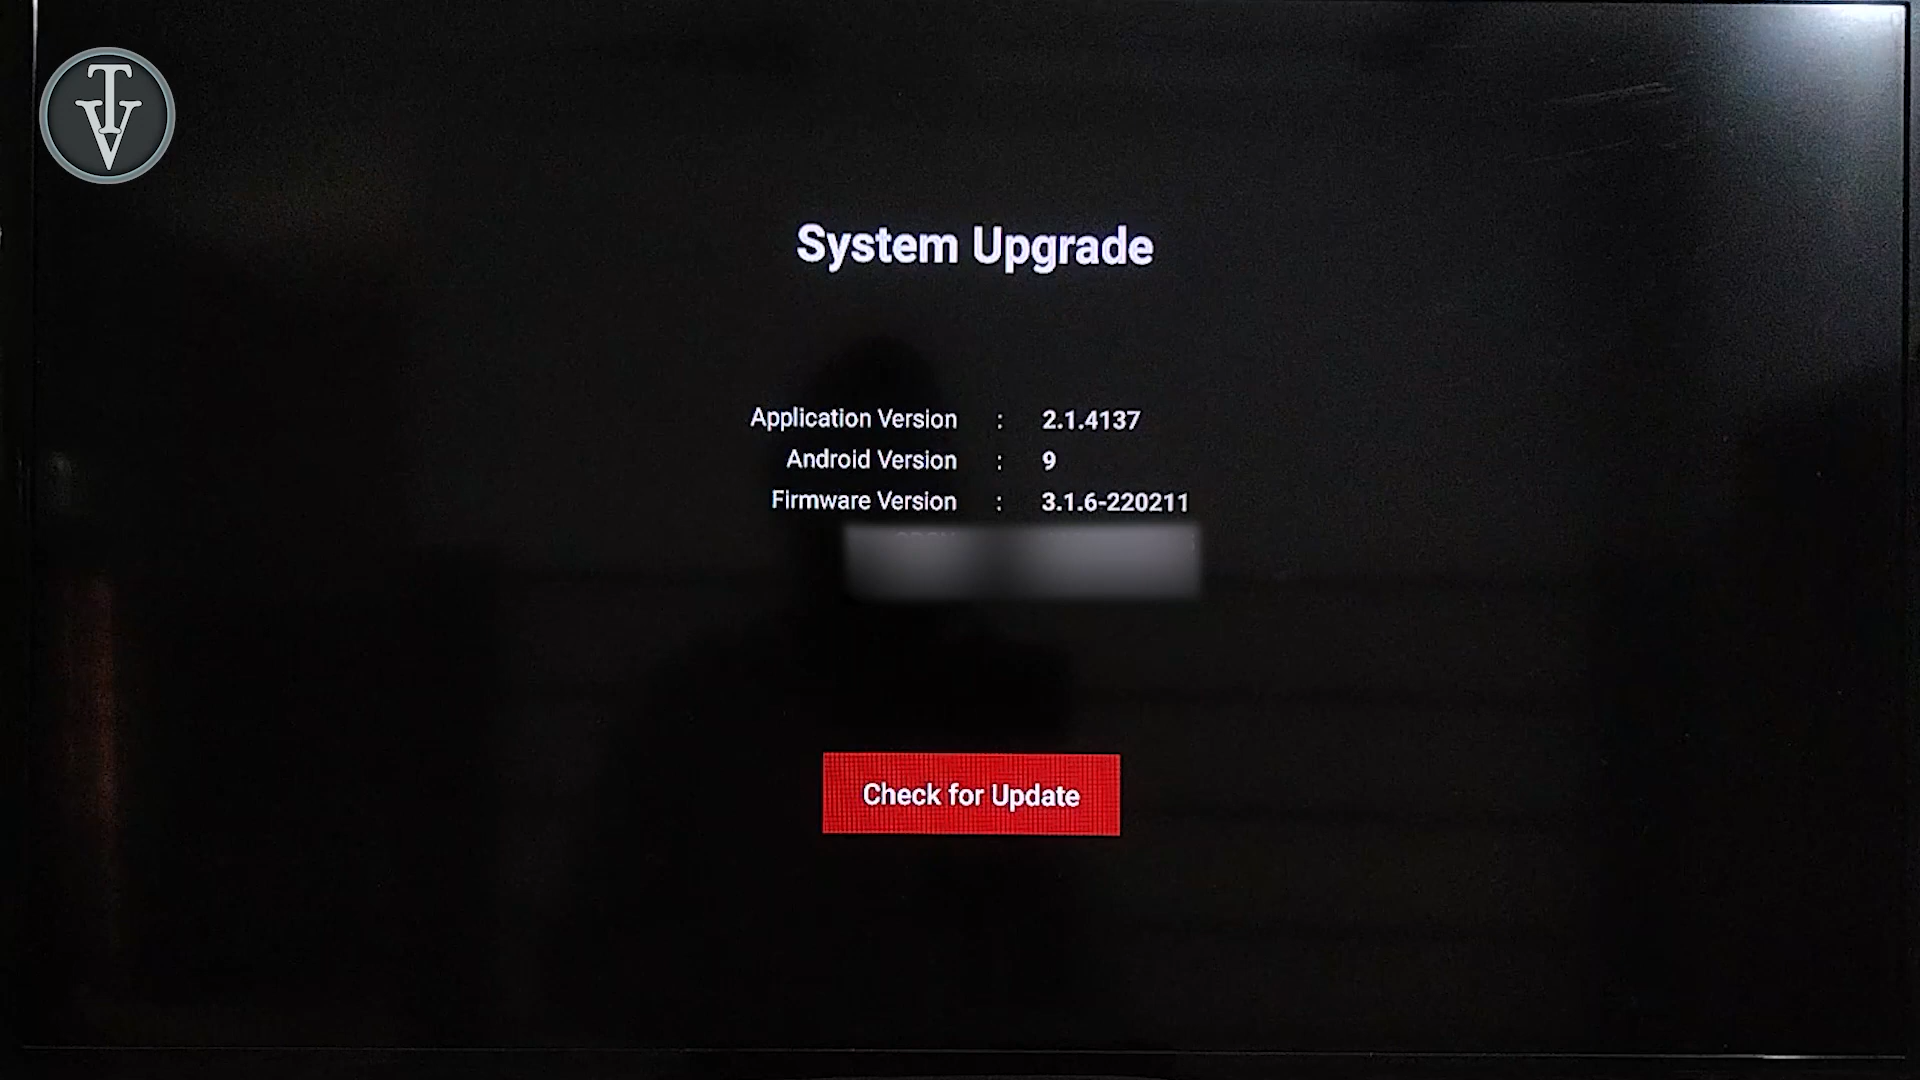 TV
System Upgrade
Application Version : 2.1.4137
Android Version : 9
Firmware Version : 3.1.6-220211
Check for Update